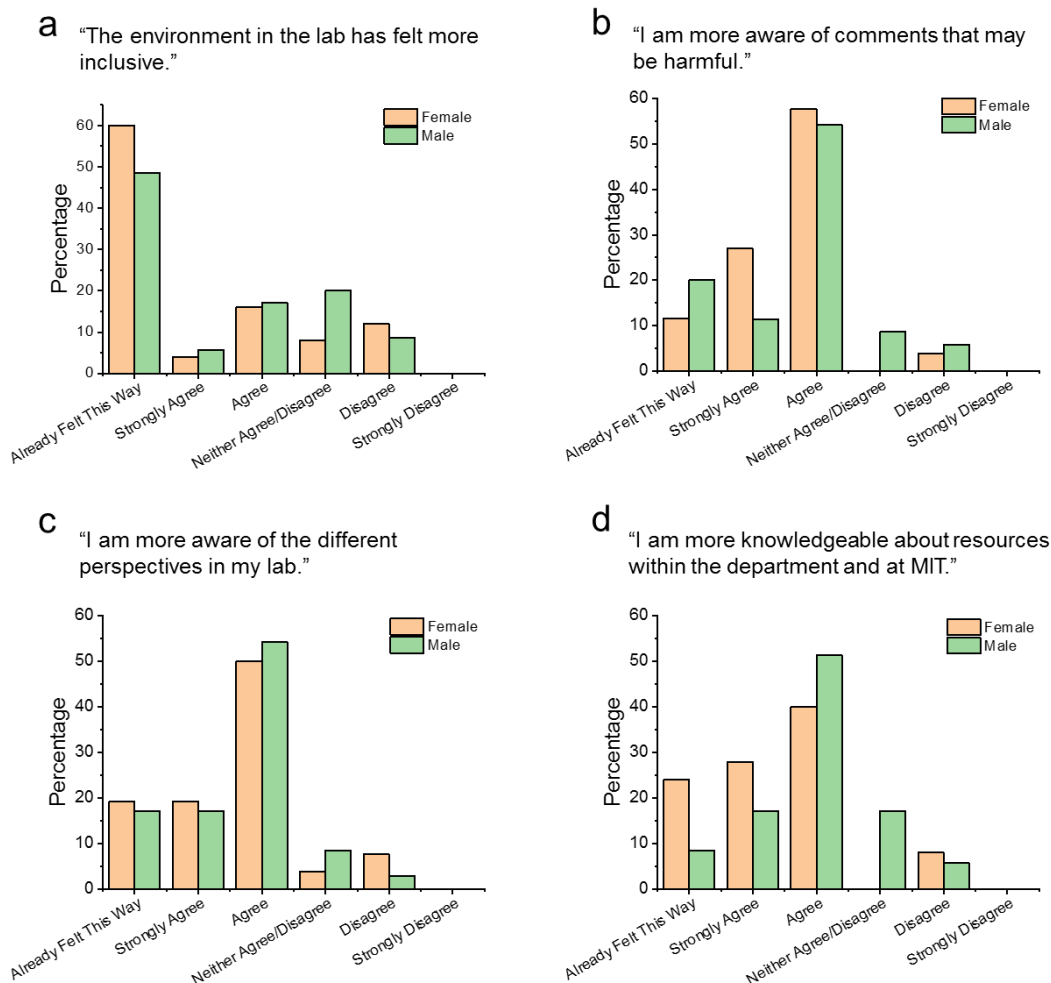 a
“The environment in the lab has felt more
inclusive.”
Female
Male
Percentage
60
50
40
30
20
10
0
Already Felt This Way
Strongly Agree
Agree
Neither Agree/Disagree
Disagree
Strongly Disagree
b
“I am more aware of comments that may
be harmful.”
Female
Male
Percentage
60
50
40
30
20
10
0
Already Felt This Way
Strongly Agree
Agree
Neither Agree/Disagree
Disagree
Strongly Disagree
c
“I am more aware of the different
perspectives in my lab.”
Female
Male
Percentage
60
50
40
30
20
10
0
Already Felt This Way
Strongly Agree
Agree
Neither Agree/Disagree
Disagree
Strongly Disagree
d
“I am more knowledgeable about resources
within the department and at MIT.”
Female
Male
Percentage
60
50
40
30
20
10
0
Already Felt This Way
Strongly Agree
Agree
Neither Agree/Disagree
Disagree
Strongly Disagree